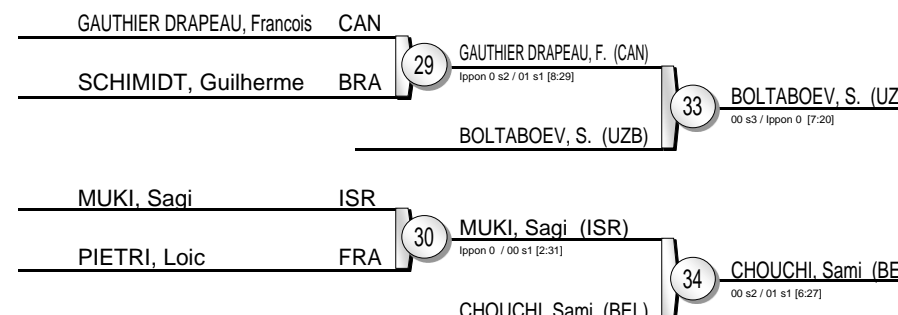 GAUTHIER DRAPEAU, Francois CAN
29
GAUTHIER DRAPEAU, F. (CAN)
Ippon 0 s2 / 01 s1 [8:29]
SCHIMIDT, Guilherme BRA
33
BOLTABOEV, S. (UZ
00 s3 / Ippon 0 [7:20]
BOLTABOEV, S. (UZB)
MUKI, Sagi ISR
30
MUKI, Sagi (ISR)
Ippon 0 / 00 s1 [2:31]
PIETRI, Loic FRA
34
CHOUCHI, Sami (BE
00 s2 / 01 s1 [6:27]
CHOUCHI, Sami (BEL)